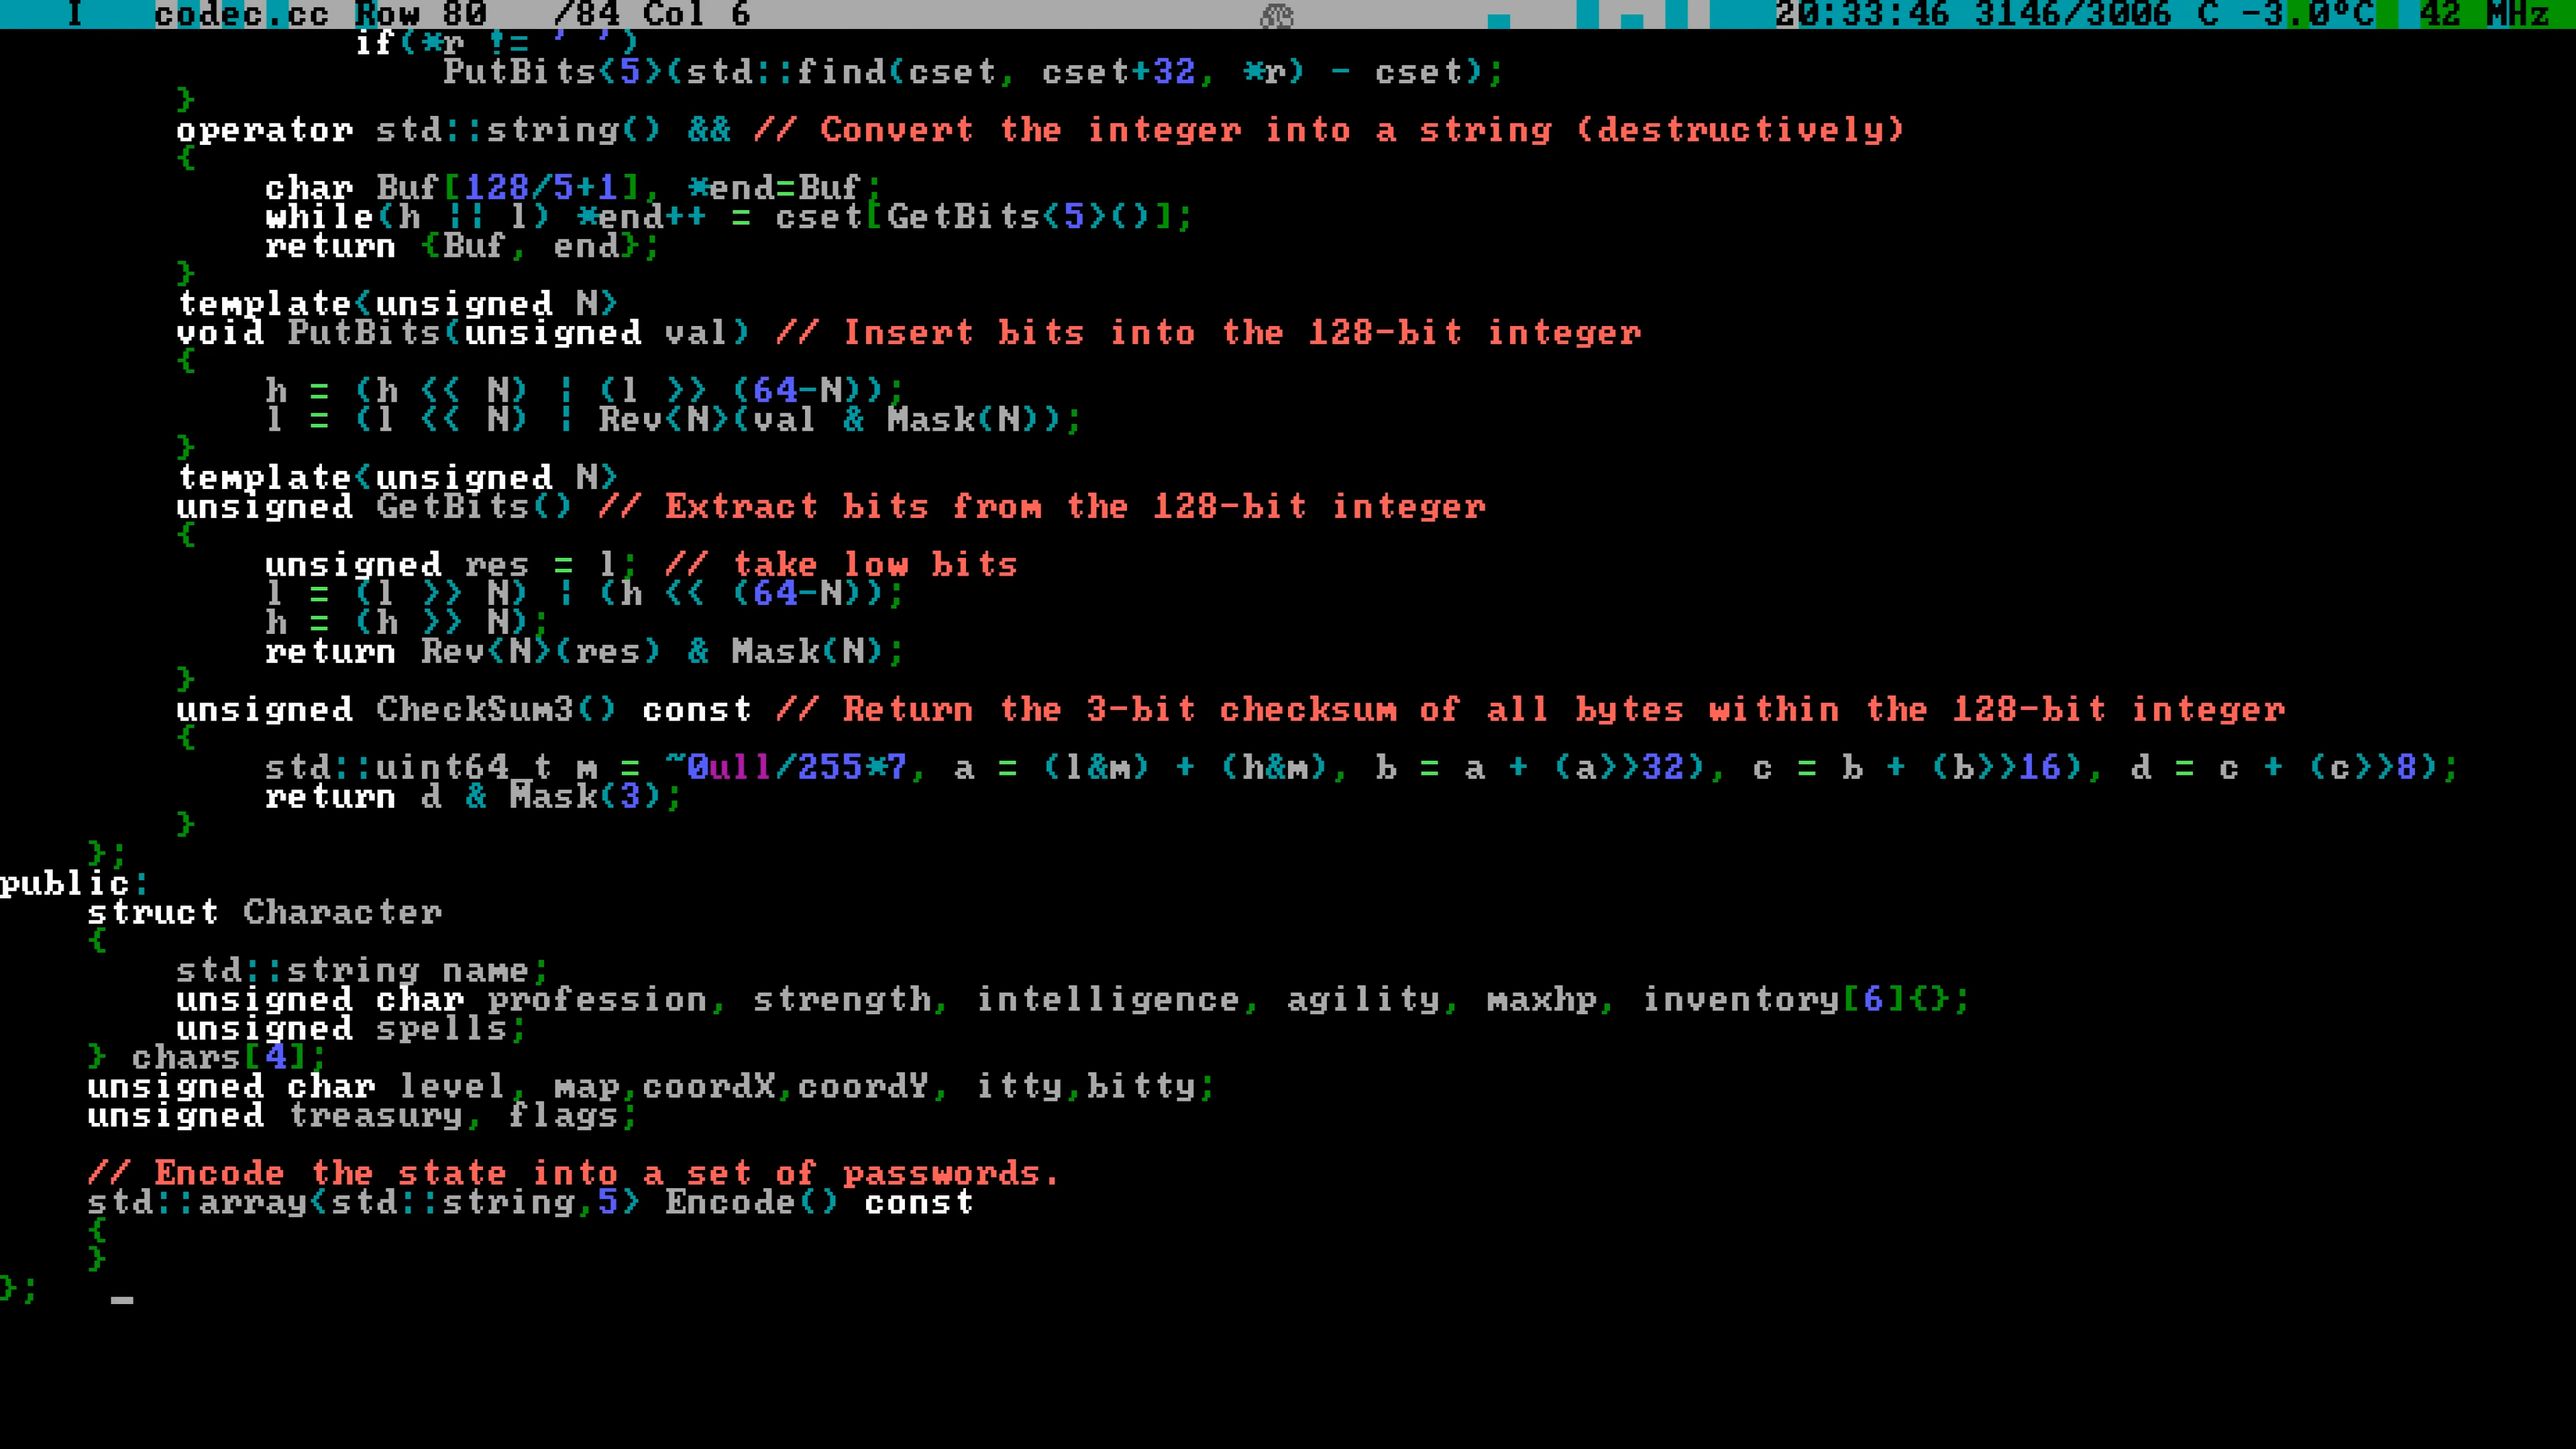 I    codec.cc Row 80   /84 Col 6    20:33:46 3146/3006 C -3.0°C  42 MHz
                if(*r != ' ')
                    PutBits<5>(std::find(cset, cset+32, *r) - cset);
        }
        operator std::string() && // Convert the integer into a string (destructively)
        {
            char Buf[128/5+1], *end=Buf;
            while(h || l) *end++ = cset[GetBits<5>()];
            return {Buf, end};
        }
        template<unsigned N>
        void PutBits(unsigned val) // Insert bits into the 128-bit integer
        {
            h = (h << N) | (l >> (64-N));
            l = (l << N) | Rev<N>(val & Mask(N));
        }
        template<unsigned N>
        unsigned GetBits() // Extract bits from the 128-bit integer
        {
            unsigned res = l; // take low bits
            l = (l >> N) | (h << (64-N));
            h = (h >> N);
            return Rev<N>(res) & Mask(N);
        }
        unsigned CheckSum3() const // Return the 3-bit checksum of all bytes within the 128-bit integer
        {
            std::uint64_t m = ~0ull/255*7, a = (l&m) + (h&m), b = a + (a>>32), c = b + (b>>16), d = c + (c>>8);
            return d & Mask(3);
        }
    };
public:
    struct Character
    {
        std::string name;
        unsigned char profession, strength, intelligence, agility, maxhp, inventory[6]{};
        unsigned spells;
    } chars[4];
    unsigned char level, map,coordX,coordY, itty,bitty;
    unsigned treasury, flags;
    // Encode the state into a set of passwords.
    std::array<std::string,5> Encode() const
    {
    }
};